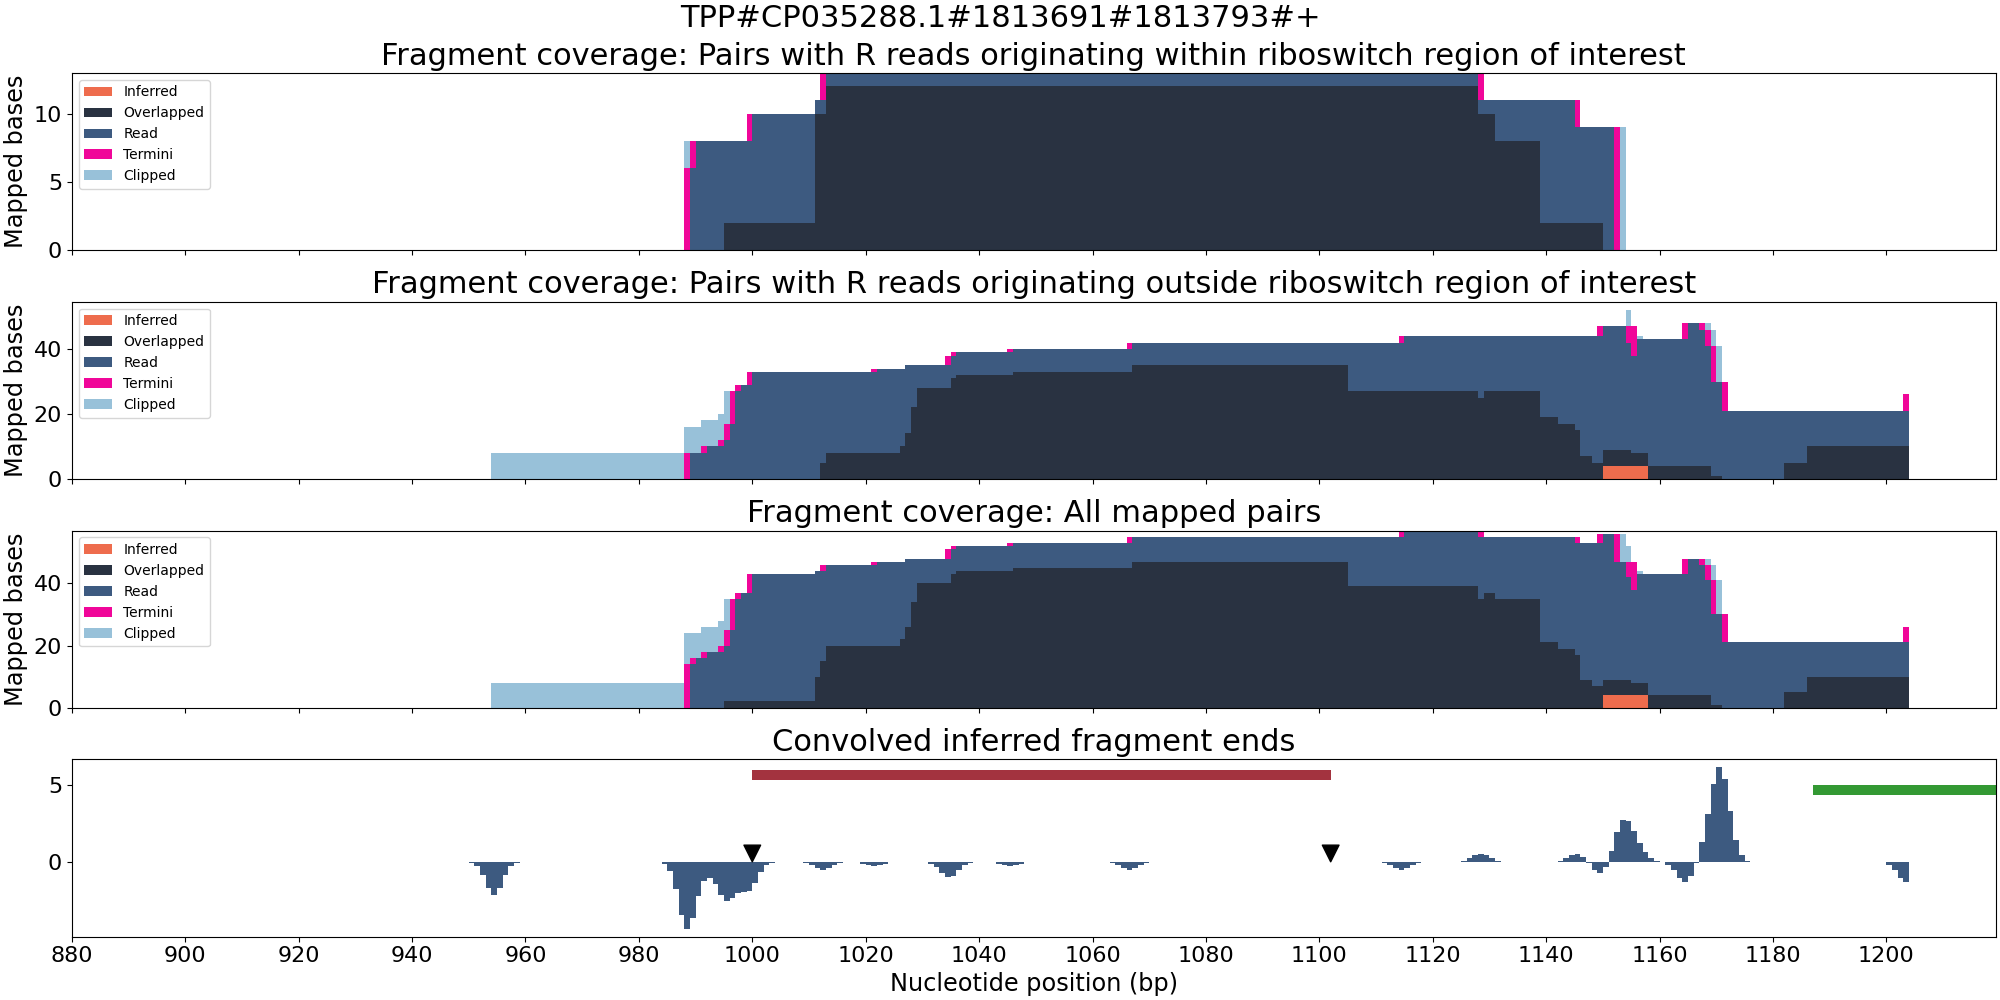 TPP#CP035288.1#1813691#1813793#+
Fragment coverage: Pairs with R reads originating within riboswitch region of interest
Mapped bases
10
5
0
Inferred
Overlapped
Read
Termini
Clipped
Fragment coverage: Pairs with R reads originating outside riboswitch region of interest
Mapped bases
40
20
0
Inferred
Overlapped
Read
Termini
Clipped
Fragment coverage: All mapped pairs
Mapped bases
40
20
0
Inferred
Overlapped
Read
Termini
Clipped
Convolved inferred fragment ends
5
0
880 900 920 940 960 980 1000 1020 1040 1060 1080 1100 1120 1140 1160 1180 1200
Nucleotide position (bp)